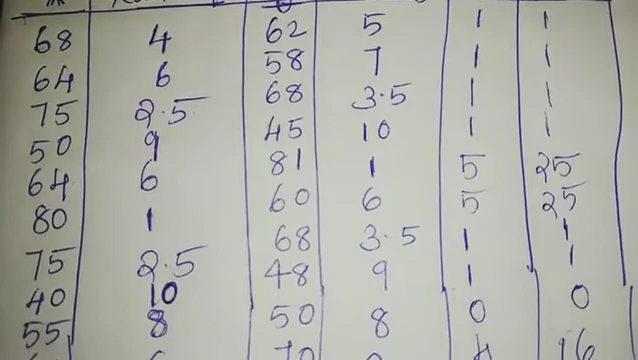 68 4 62 5 1 1
64 6 58 7 1 1
75 2.5 68 3.5 1 1
50 9 45 10 1 1
64 6 81 1 5 25
80 1 60 6 5 25
75 2.5 68 3.5 1 1
40 10 48 9 1 1
55 8 50 8 0 0
70 16